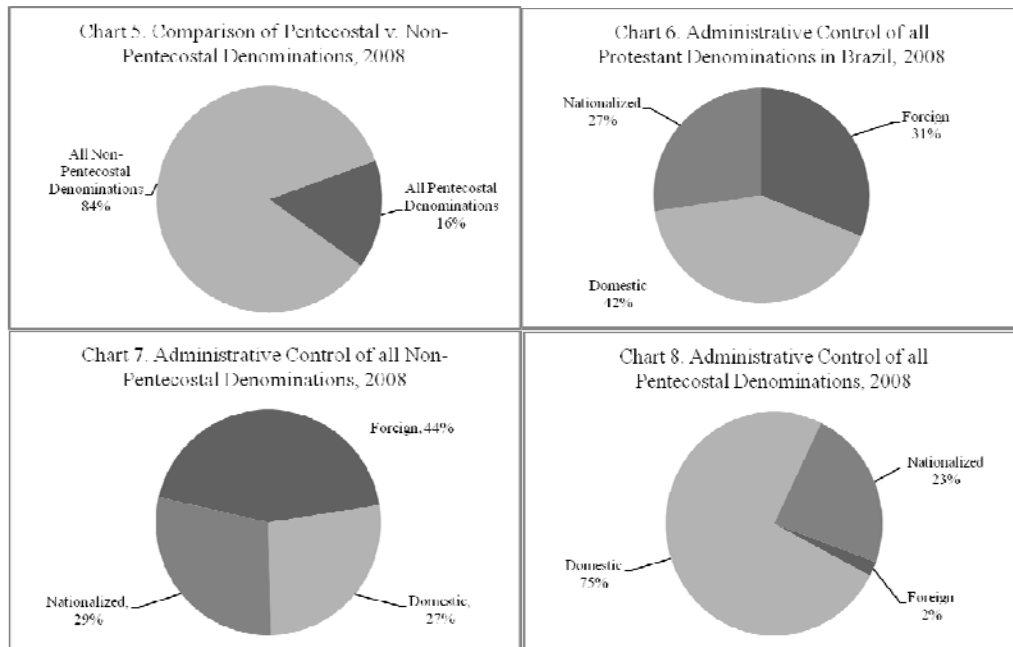 Chart 5. Comparison of Pentecostal v. Non-
Pentecostal Denominations, 2008
All Non-
Pentecostal
Denominations
84%
All Pentecostal
Denominations
16%
Chart 6. Administrative Control of all
Protestant Denominations in Brazil, 2008
Nationalized
27%
Foreign
31%
Domestic
42%
Chart 7. Administrative Control of all Non-
Pentecostal Denominations, 2008
Foreign, 44%
Nationalized,
29%
Domestic,
27%
Chart 8. Administrative Control of all
Pentecostal Denominations, 2008
Nationalized
23%
Domestic
75%
Foreign
2%